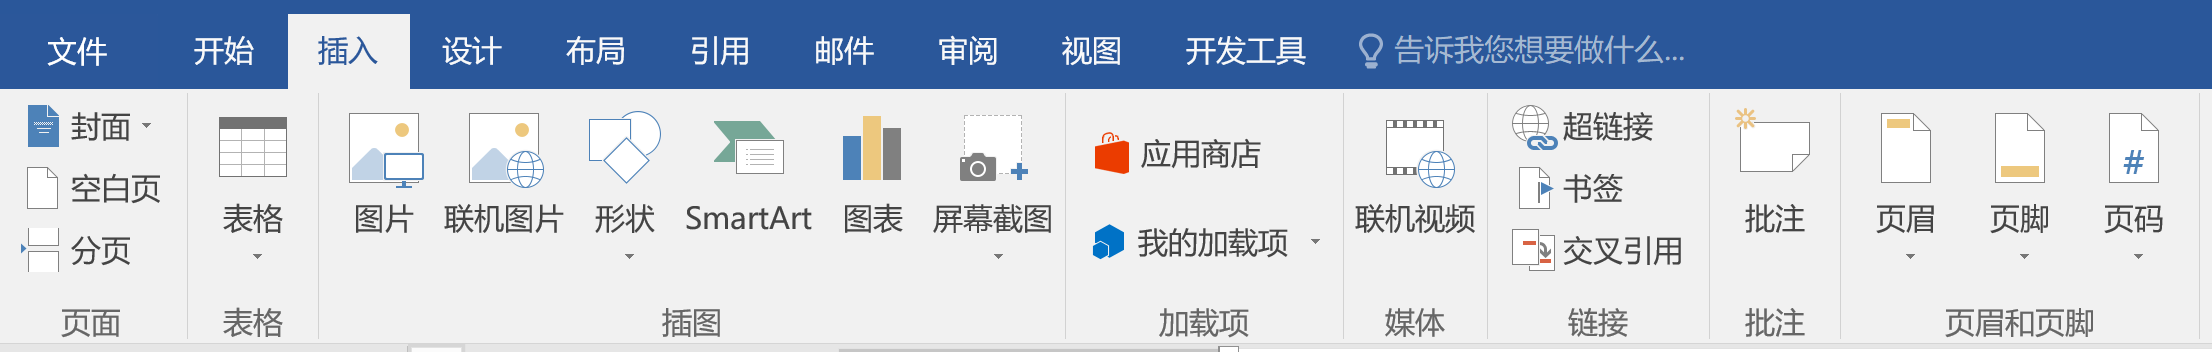 文件 开始 插入 设计 布局 引用 邮件 审阅 视图 开发工具 告诉我您想要做什么...
封面
空白页
分页
页面
表格
表格
图片 联机图片 形状 SmartArt 图表 屏幕截图
插图
应用商店
我的加载项
加载项
联机视频
媒体
超链接
书签
交叉引用
链接
批注
批注
页眉 页脚 # 页码
页眉和页脚